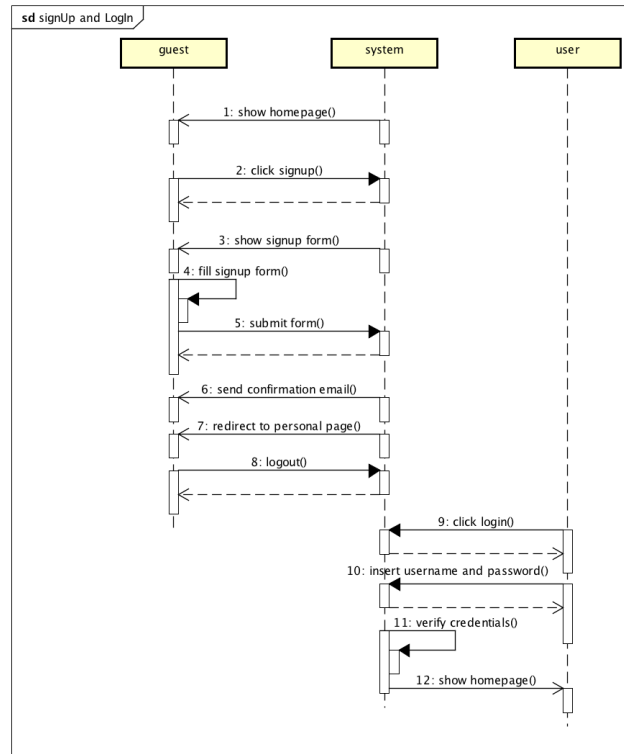 sd signUp and LogIn
guest
system
user
1: show homepage()
2: click signup()
3: show signup form()
4: fill signup form()
5: submit form()
6: send confirmation email()
7: redirect to personal page()
8: logout()
9: click login()
10: insert username and password()
11: verify credentials()
12: show homepage()